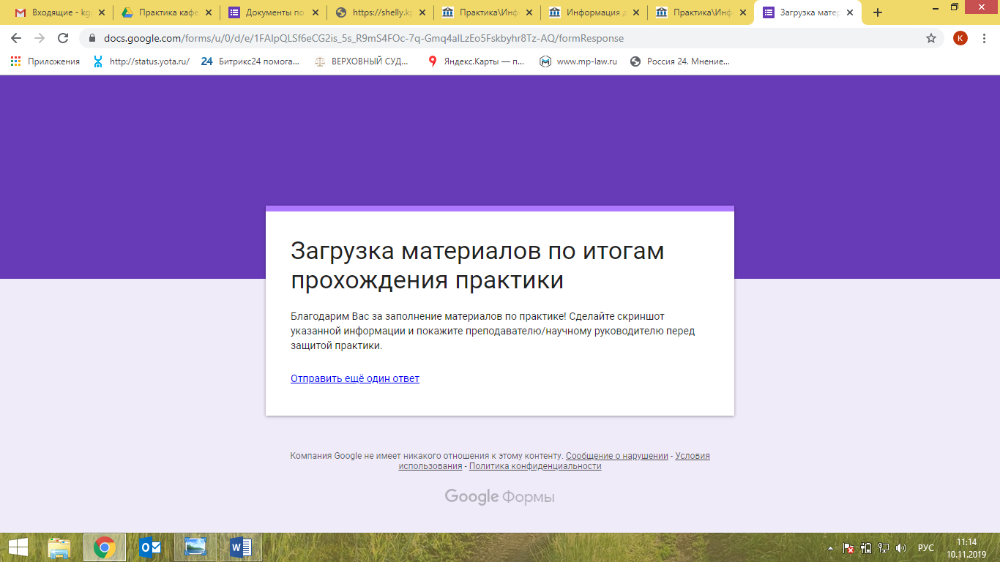 Входящие - kg
Практика кафе
Документы по
https://shelly.kp
Практика\Инф
Информация д
Практика\Инф
Загрузка матер
docs.google.com/forms/u/0/d/e/1FAIpQLSf6eCG2is_5s_R9mS4FOc-7q-Gmq4alLzEo5Fskbyhr8Tz-AQ/formResponse
К
Приложения
http://status.yota.ru/
24 Битрикс24 помога...
ВЕРХОВНЫЙ СУД...
Яндекс.Карты — п...
www.mp-law.ru
Россия 24. Мнение...
Загрузка материалов по итогам
прохождения практики
Благодарим Вас за заполнение материалов по практике! Сделайте скриншот
указанной информации и покажите преподавателю/научному руководителю перед
защитой практики.
Отправить ещё один ответ
Компания Google не имеет никакого отношения к этому контенту. Сообщение о нарушении - Условия
использования - Политика конфиденциальности
Google Формы
РУС
11:14
10.11.2019